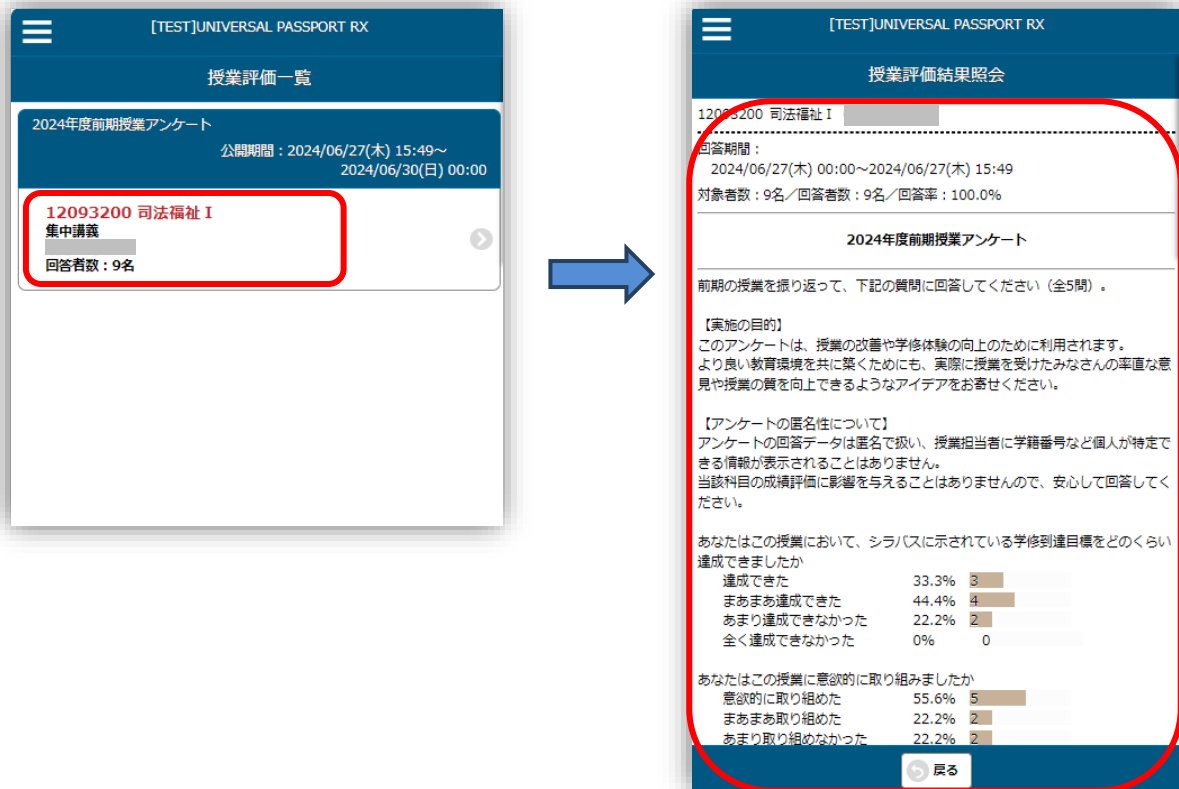 [TEST]UNIVERSAL PASSPORT RX
授業評価一覧
2024年度前期授業アンケート
公開期間：2024/06/27(木) 15:49～
2024/06/30(日) 00:00
12093200 司法福祉Ⅰ
集中講義
回答者数：9名
[TEST]UNIVERSAL PASSPORT RX
授業評価結果照会
12093200 司法福祉Ⅰ
回答期間：
2024/06/27(木) 00:00～2024/06/27(木) 15:49
対象者数：9名／回答者数：9名／回答率：100.0%
2024年度前期授業アンケート
前期の授業を振り返って、下記の質問に回答してください（全5問）。
【実施の目的】
このアンケートは、授業の改善や学修体験の向上のために利用されます。
より良い教育環境を共に築くためにも、実際に授業を受けたみなさんの率直な意
見や授業の質を向上できるようなアイデアをお寄せください。
【アンケートの匿名性について】
アンケートの回答データは匿名で扱い、授業担当者に学籍番号など個人が特定で
きる情報が表示されることはありません。
当該科目の成績評価に影響を与えることはありませんので、安心して回答してく
ださい。
あなたはこの授業において、シラバスに示されている学修到達目標をどのくらい
達成できましたか
達成できた 33.3% 3
まあまあ達成できた 44.4% 4
あまり達成できなかった 22.2% 2
全く達成できなかった 0% 0
あなたはこの授業に意欲的に取り組みましたか
意欲的に取り組めた 55.6% 5
まあまあ取り組めた 22.2% 2
あまり取り組めなかった 22.2% 2
戻る